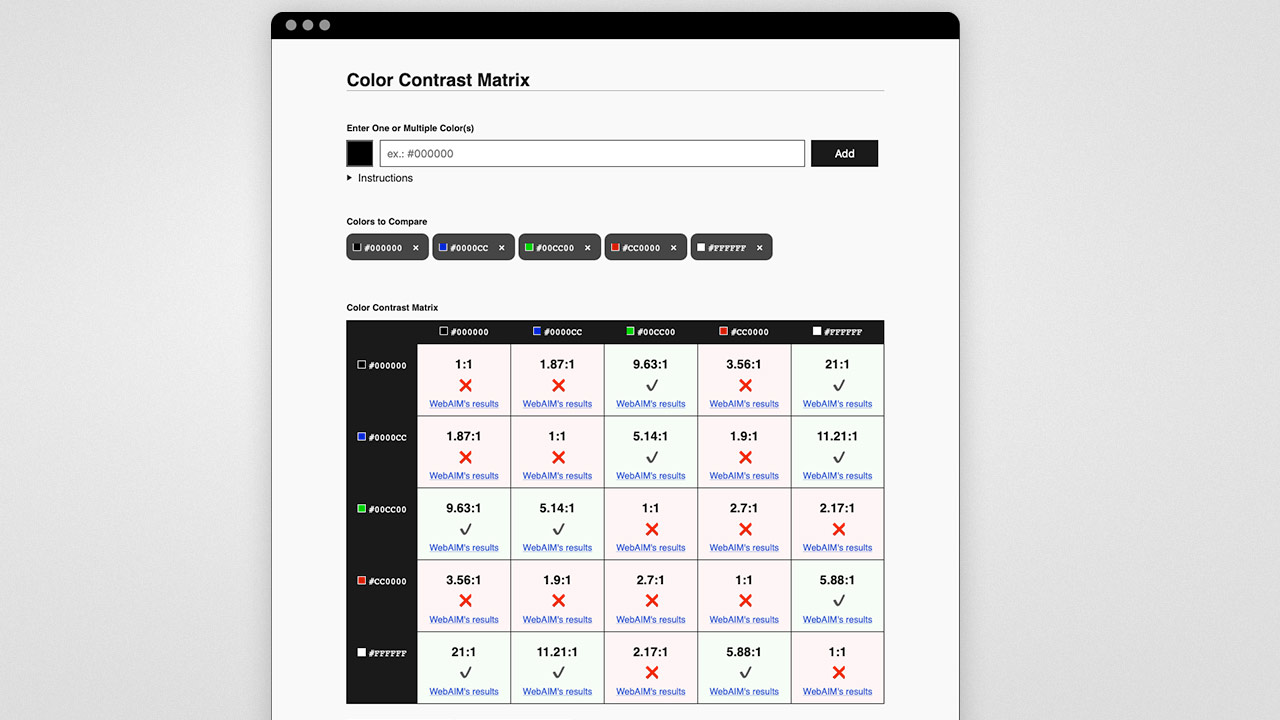 Color Contrast Matrix
Enter One or Multiple Color(s)
ex.: #000000 Add
Instructions
Colors to Compare
#000000 × #0000CC × #00CC00 × #CC0000 × #FFFFFF ×
Color Contrast Matrix
#000000 #0000CC #00CC00 #CC0000 #FFFFFF
#000000 1:1 1.87:1 9.63:1 3.56:1 21:1
❌ ❌ ✓ ❌ ✓
WebAIM's results WebAIM's results WebAIM's results WebAIM's results WebAIM's results
#0000CC 1.87:1 1:1 5.14:1 1.9:1 11.21:1
❌ ❌ ✓ ❌ ✓
WebAIM's results WebAIM's results WebAIM's results WebAIM's results WebAIM's results
#00CC00 9.63:1 5.14:1 1:1 2.7:1 2.17:1
✓ ✓ ❌ ❌ ❌
WebAIM's results WebAIM's results WebAIM's results WebAIM's results WebAIM's results
#CC0000 3.56:1 1.9:1 2.7:1 1:1 5.88:1
❌ ❌ ❌ ❌ ✓
WebAIM's results WebAIM's results WebAIM's results WebAIM's results WebAIM's results
#FFFFFF 21:1 11.21:1 2.17:1 5.88:1 1:1
✓ ✓ ❌ ✓ ❌
WebAIM's results WebAIM's results WebAIM's results WebAIM's results WebAIM's results